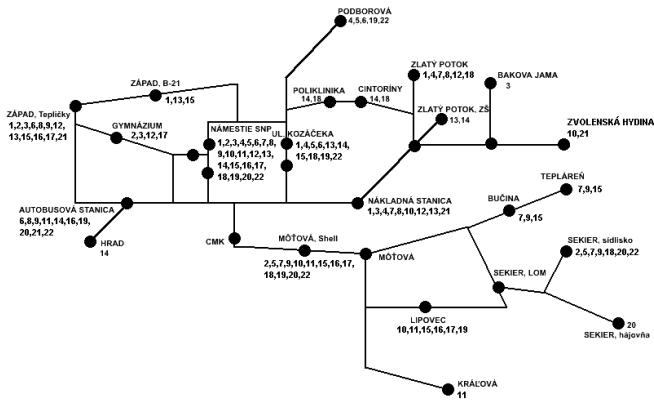 PODBOROVÁ
4,5,6,19,22
ZÁPAD, B-21
1,13,15
POLIKLINIKA
14,18
CINTORÍNY
14,18
ZLATÝ POTOK
1,4,7,8,12,18
BAKOVA JAMA
3
ZÁPAD, Tepličky
1,2,3,6,8,9,12,
13,15,16,17,21
GYMNÁZIUM
2,3,12,17
NÁMESTIE SNP
1,2,3,4,5,6,7,8,
9,10,11,12,13,
14,15,16,17,
18,19,20,22
UL. KOZÁČEKA
1,4,5,6,13,14,
15,18,19,22
ZLATÝ POTOK, ZŠ
13,14
ZVOLENSKÁ HYDINA
10,21
AUTOBUSOVÁ STANICA
6,8,9,11,14,16,19,
20,21,22
HRAD
14
NÁKLADNÁ STANICA
1,3,4,7,8,10,12,13,21
TEPLÁREŇ
7,9,15
BUČINA
7,9,15
CMK
MÔŤOVÁ, Shell
2,5,7,9,10,11,15,16,17,
18,19,20,22
MÔŤOVÁ
SEKIER, sídlisko
2,5,7,9,18,20,22
SEKIER, LOM
LIPOVEC
10,11,15,16,17,19
20
SEKIER, hájovňa
KRÁĽOVÁ
11